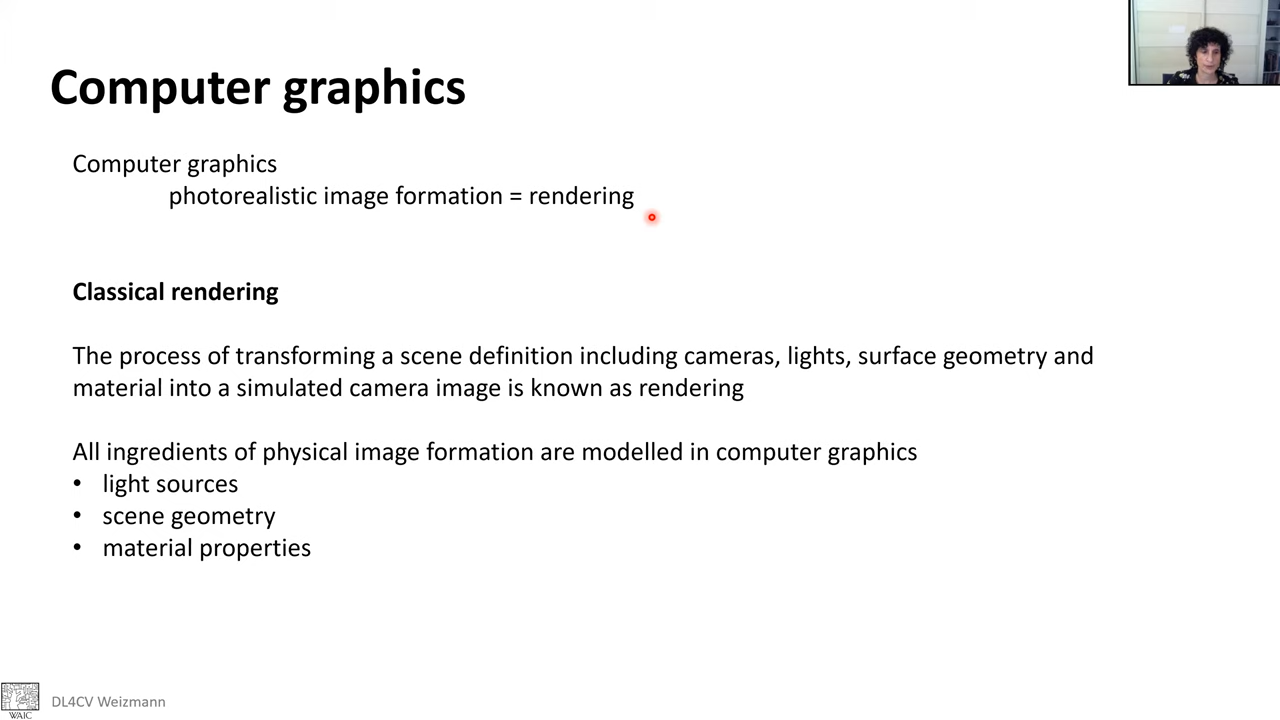 Computer graphics
Computer graphics
photorealistic image formation = rendering
Classical rendering
The process of transforming a scene definition including cameras, lights, surface geometry and
material into a simulated camera image is known as rendering
All ingredients of physical image formation are modelled in computer graphics
• light sources
• scene geometry
• material properties
WAIC
DL4CV Weizmann